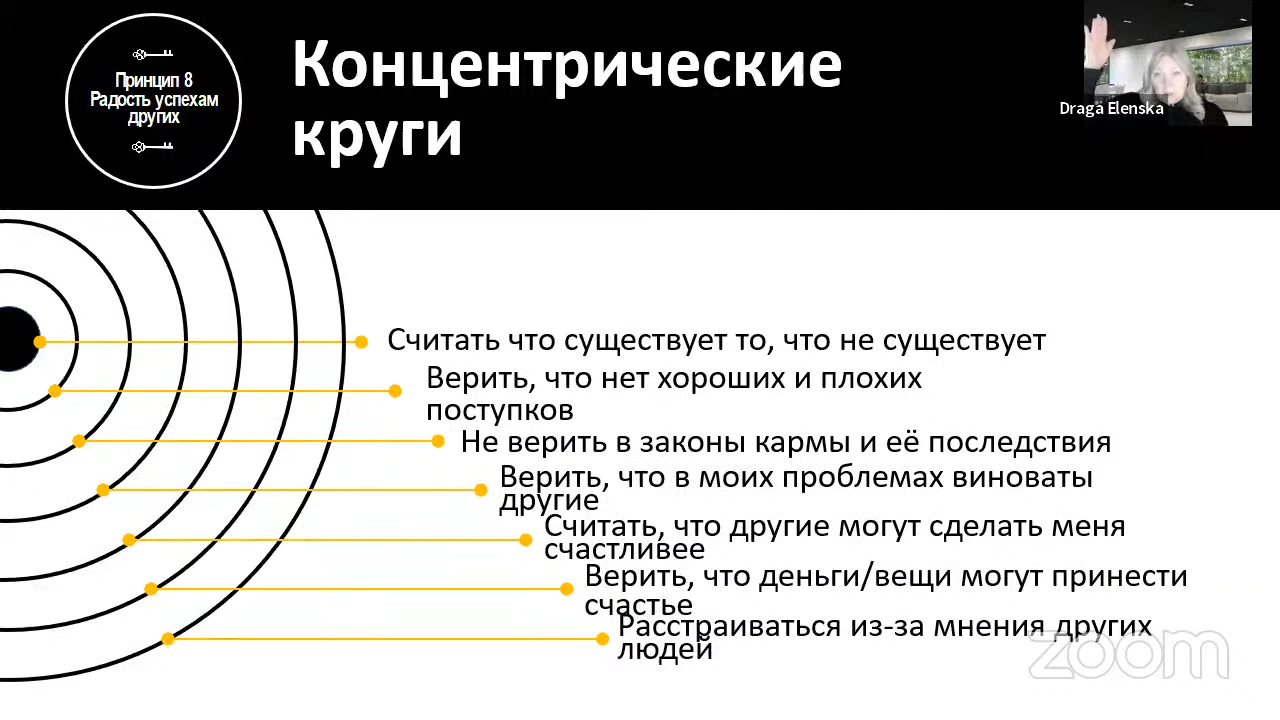 Принцип 8
Радость успехам
других
Концентрические
круги
Draga Elenska
Считать что существует то, что не существует
Верить, что нет хороших и плохих
поступков
Не верить в законы кармы и её последствия
Верить, что в моих проблемах виноваты
другие
Считать, что другие могут сделать меня
счастливее
Верить, что деньги/вещи могут принести
счастье
Расстраиваться из-за мнения других
людей
zoom